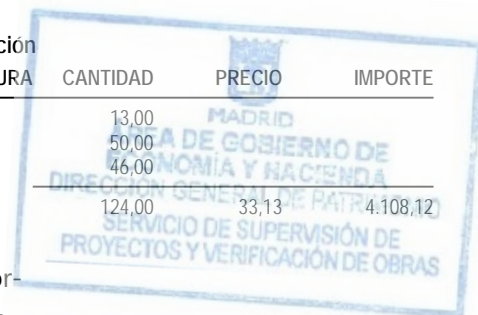 ción
URA CANTIDAD PRECIO IMPORTE
13,00
50,00
46,00
124,00 33,13 4.108,12
or-
MADRID
ÁREA DE GOBIERNO DE
ECONOMÍA Y HACIENDA
DIRECCIÓN GENERAL DE PATRIMONIO
SERVICIO DE SUPERVISIÓN DE
PROYECTOS Y VERIFICACIÓN DE OBRAS